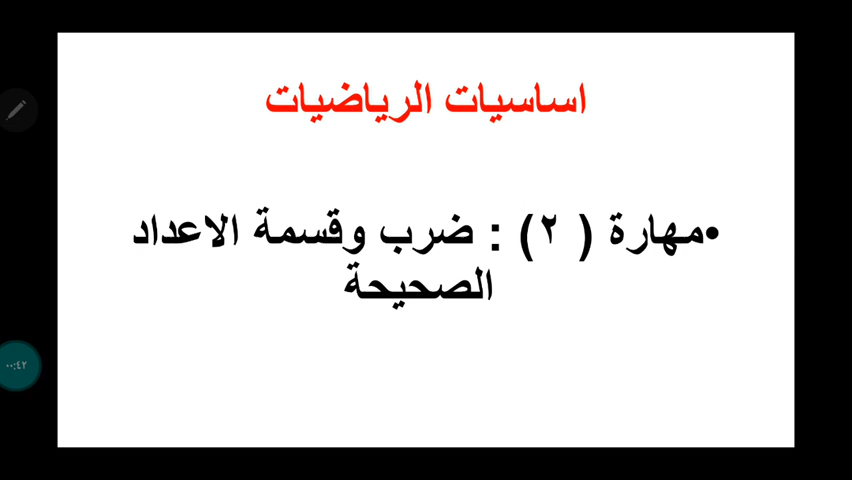 اساسيات الرياضيات
•مهارة ( ٢) : ضرب وقسمة الاعداد
الصحيحة
٠٠:٤٢